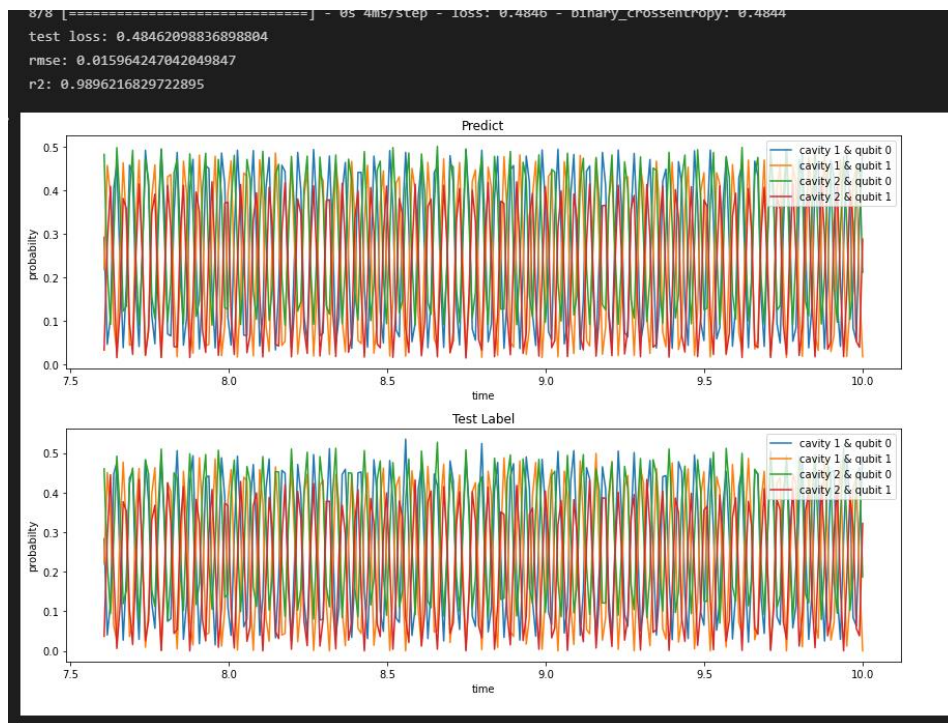 8/8 [==============================] - 0s 4ms/step - loss: 0.4846 - binary_crossentropy: 0.4844
test loss: 0.48462098836898804
rmse: 0.015964247042049847
r2: 0.9896216829722895
Predict
cavity 1 & qubit 0
cavity 1 & qubit 1
cavity 2 & qubit 0
cavity 2 & qubit 1
0.5
0.4
0.3
0.2
0.1
0.0
probabilty
7.5 8.0 8.5 9.0 9.5 10.0
time
Test Label
cavity 1 & qubit 0
cavity 1 & qubit 1
cavity 2 & qubit 0
cavity 2 & qubit 1
0.5
0.4
0.3
0.2
0.1
0.0
probabilty
7.5 8.0 8.5 9.0 9.5 10.0
time